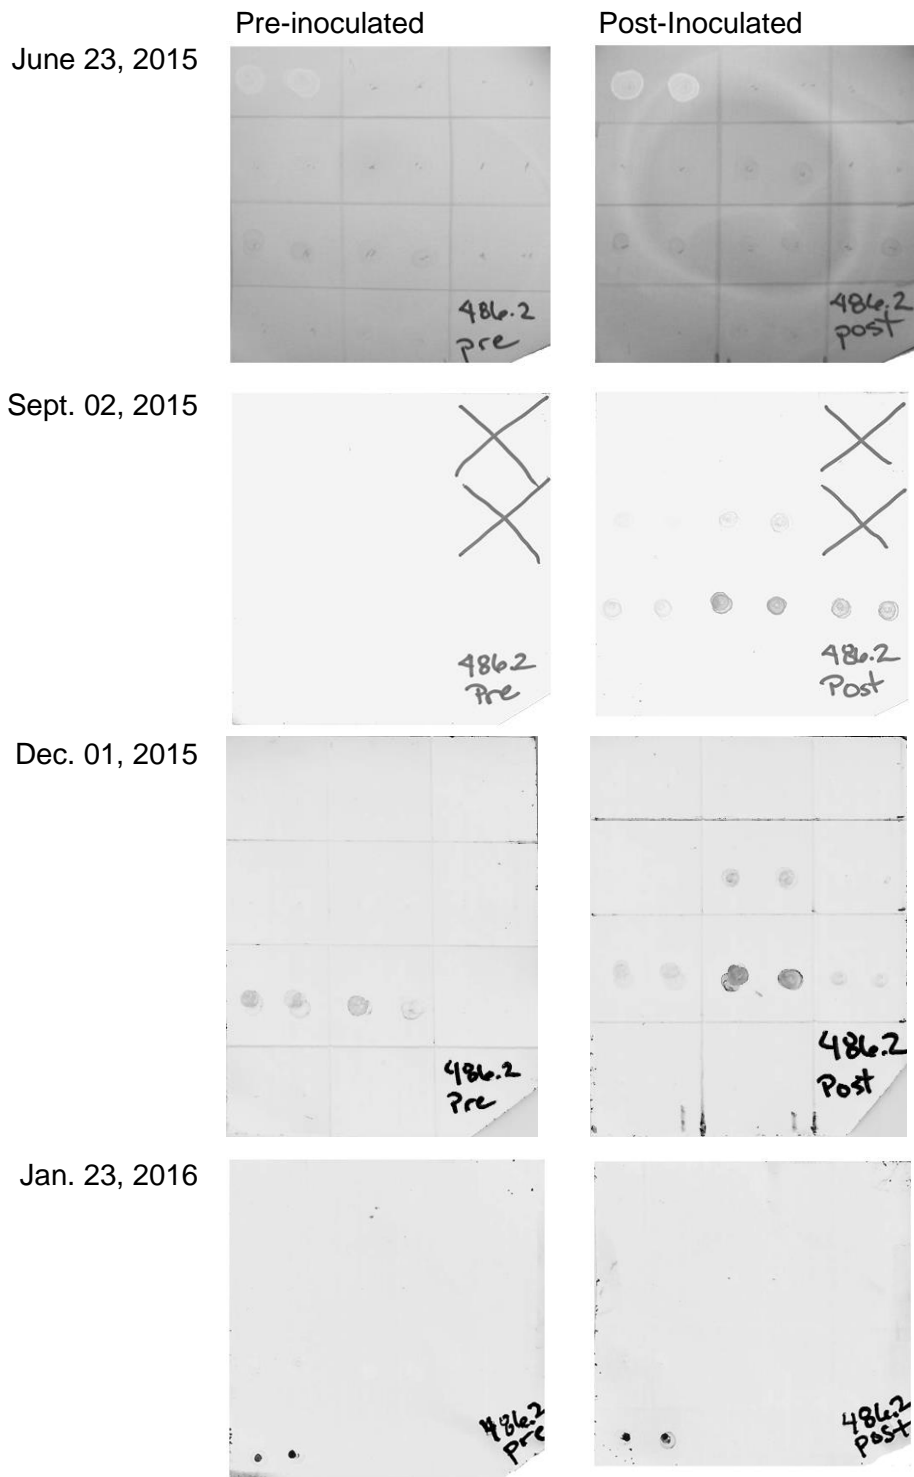 Pre-inoculated
Post-Inoculated
June 23, 2015
486.2
pre
486.2
post
Sept. 02, 2015
486.2
Pre
486.2
Post
Dec. 01, 2015
486.2
Pre
486.2
Post
Jan. 23, 2016
486.2
pre
486.2
post